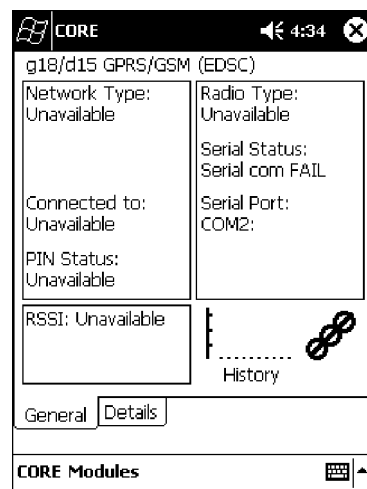 CORE 4:34
g18/d15 GPRS/GSM (EDSC)
Network Type:
Unavailable
Connected to:
Unavailable
PIN Status:
Unavailable
Radio Type:
Unavailable
Serial Status:
Serial com FAIL
Serial Port:
COM2:
RSSI: Unavailable
History
General Details
CORE Modules